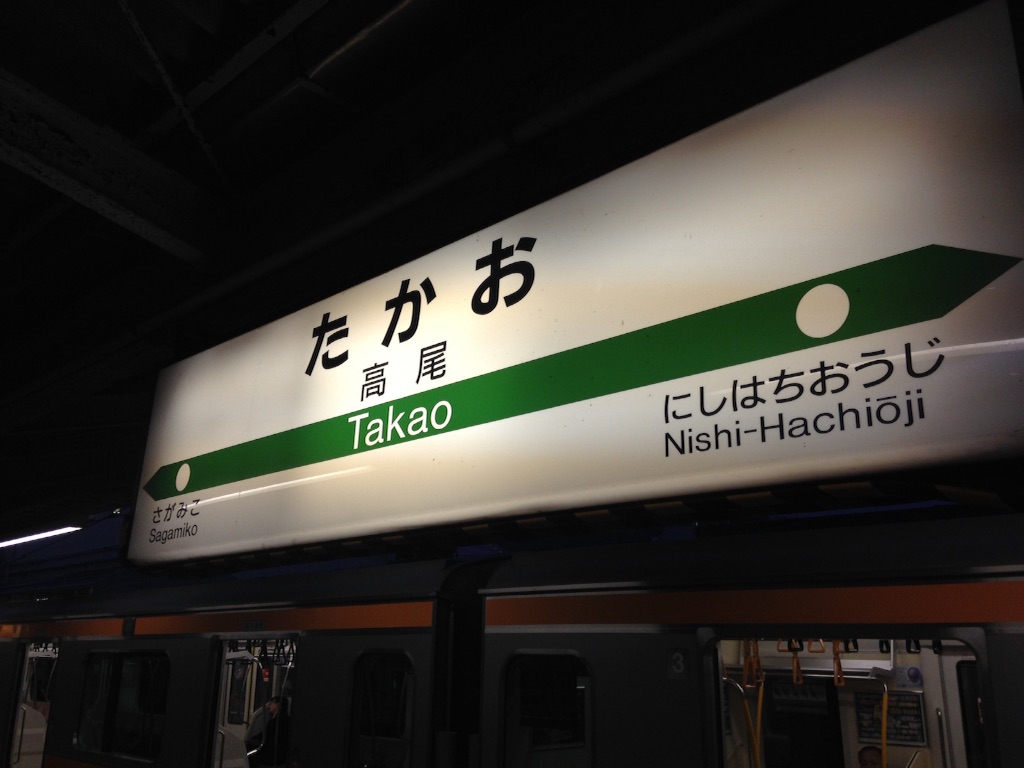 たかお
高尾
Takao
さがみこ
Sagamiko
にしはちおうじ
Nishi-Hachiōji
3